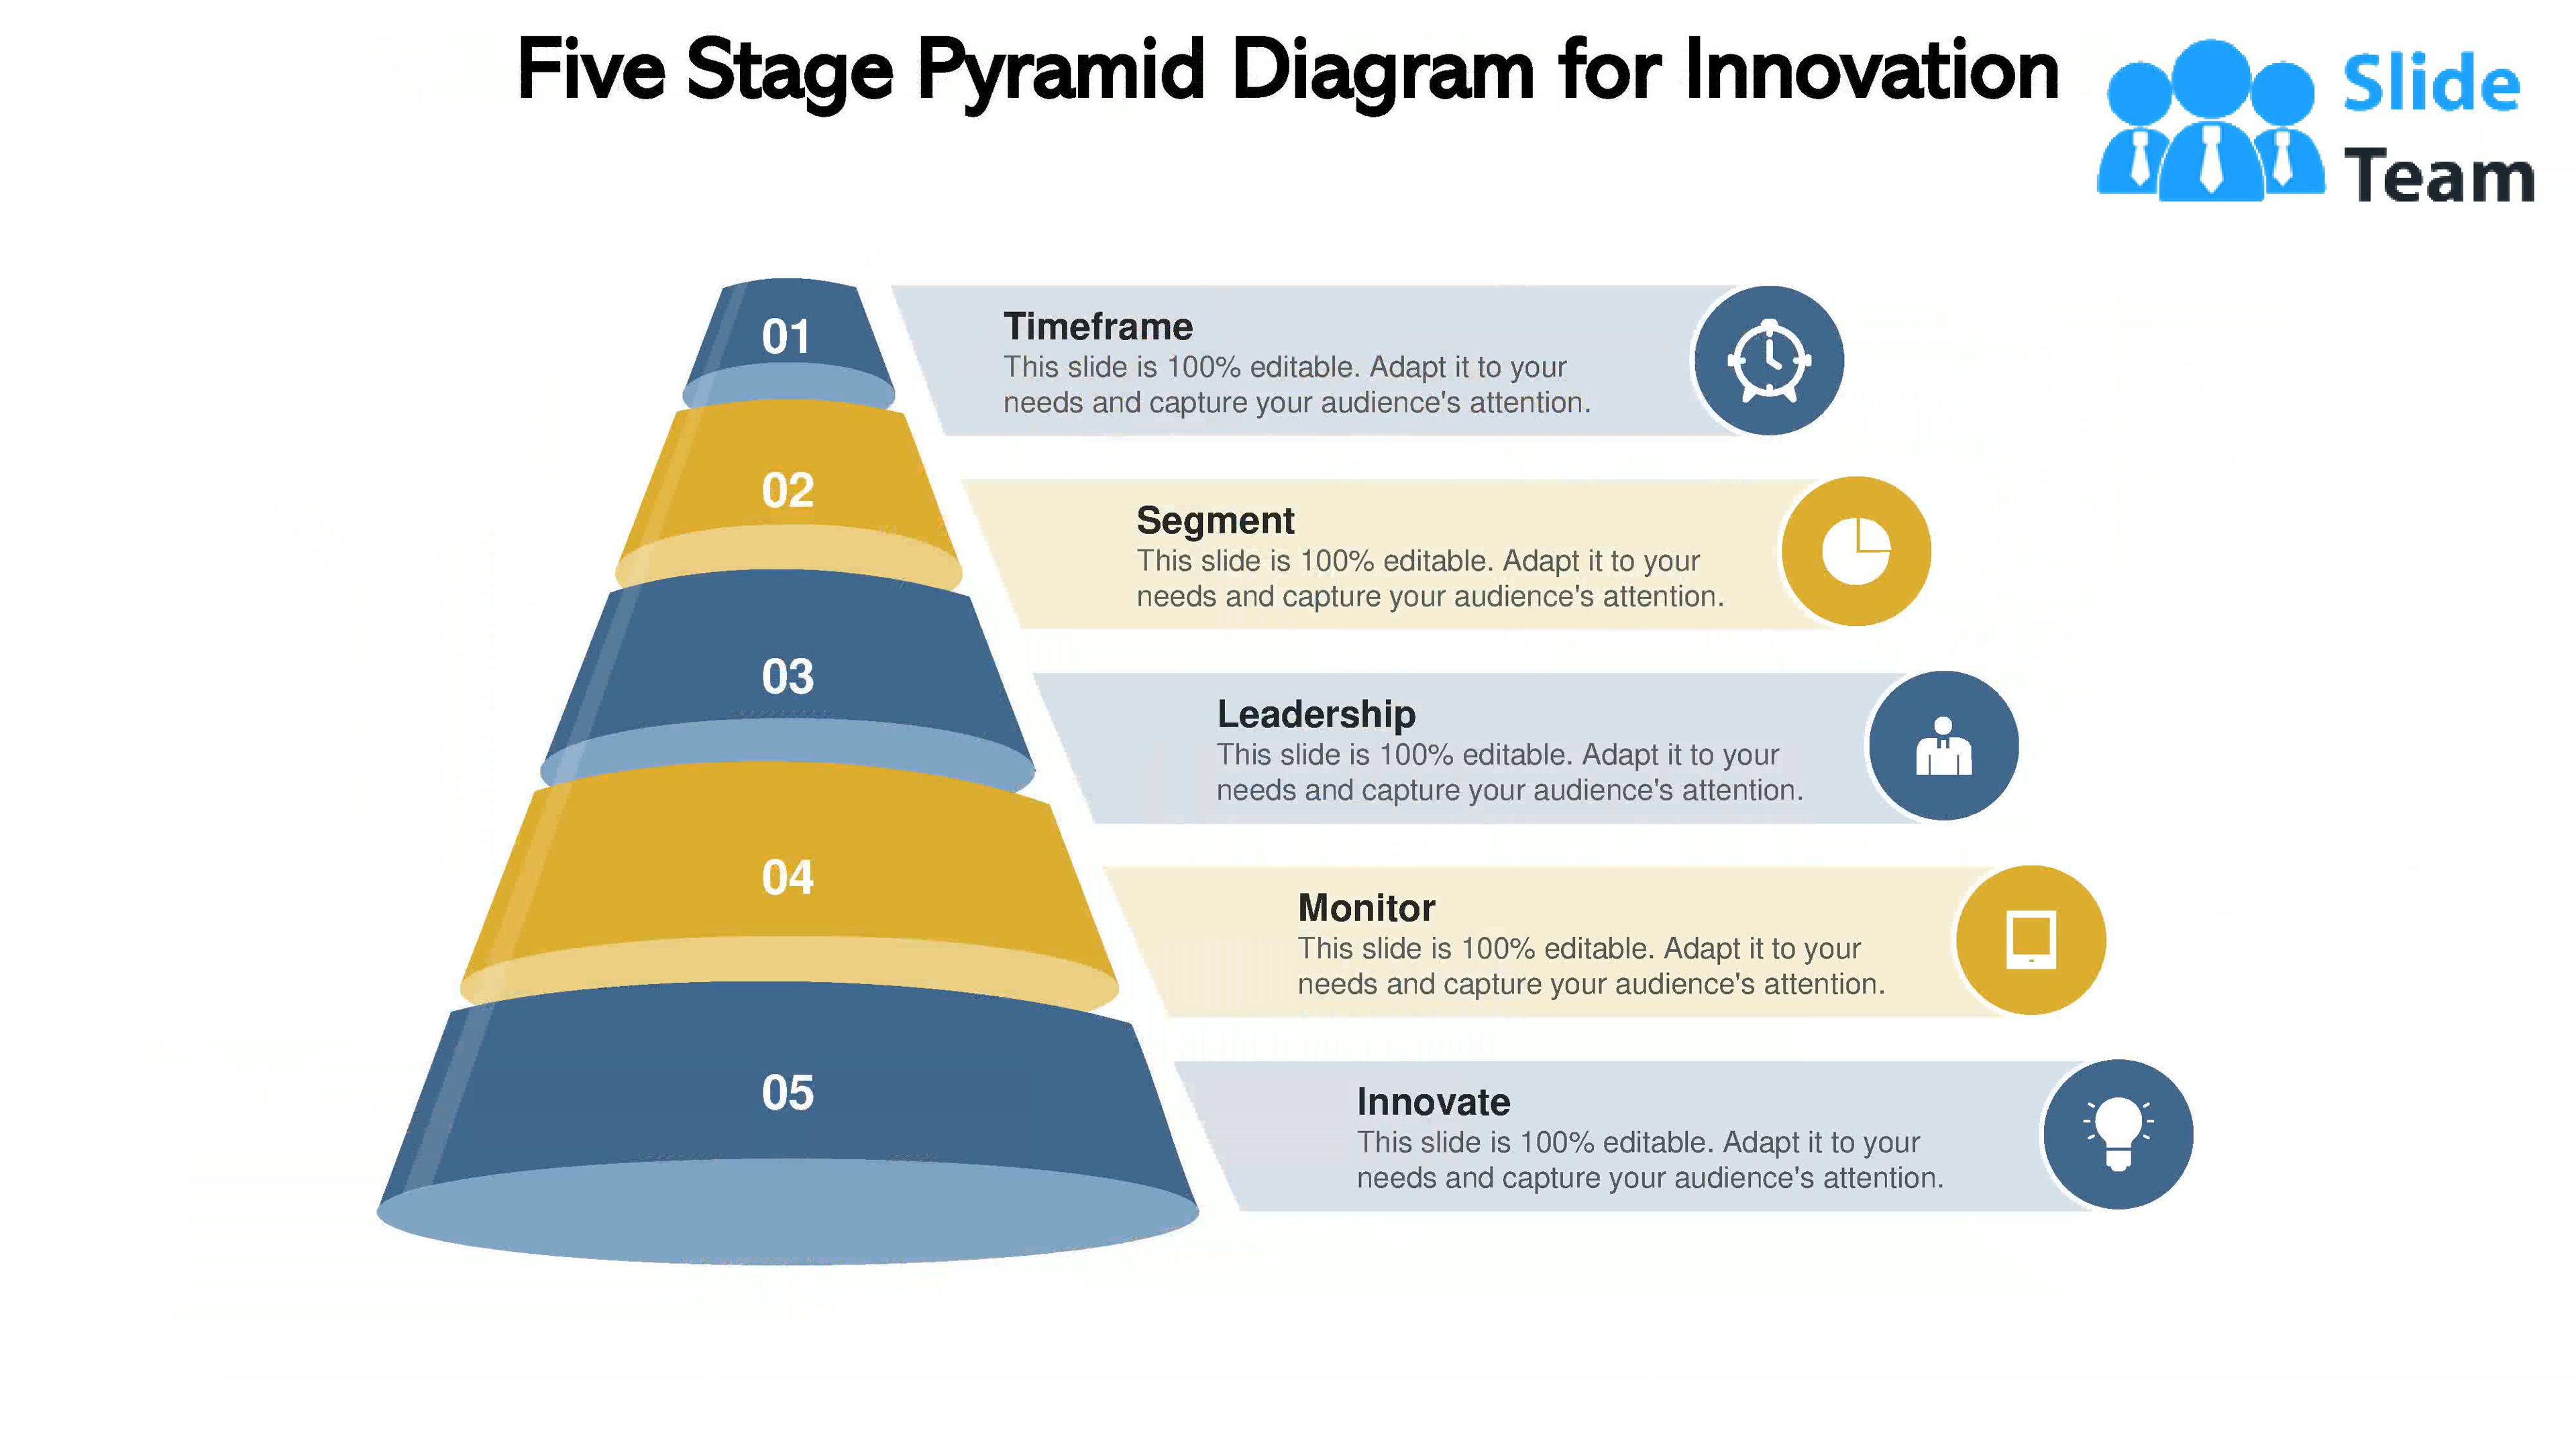 Five Stage Pyramid Diagram for Innovation
Slide
Team
01
Timeframe
This slide is 100% editable. Adapt it to your
needs and capture your audience's attention.
02
Segment
This slide is 100% editable. Adapt it to your
needs and capture your audience's attention.
03
Leadership
This slide is 100% editable. Adapt it to your
needs and capture your audience's attention.
04
Monitor
This slide is 100% editable. Adapt it to your
needs and capture your audience's attention.
05
Innovate
This slide is 100% editable. Adapt it to your
needs and capture your audience's attention.